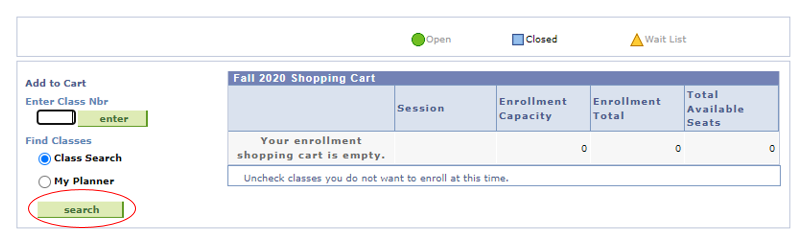 Open Closed Wait List
Add to Cart
Enter Class Nbr
enter
Find Classes
Class Search
My Planner
search
Fall 2020 Shopping Cart
Session Enrollment Capacity Enrollment Total Total Available Seats
Your enrollment
shopping cart is empty. 0 0 0
Uncheck classes you do not want to enroll at this time.